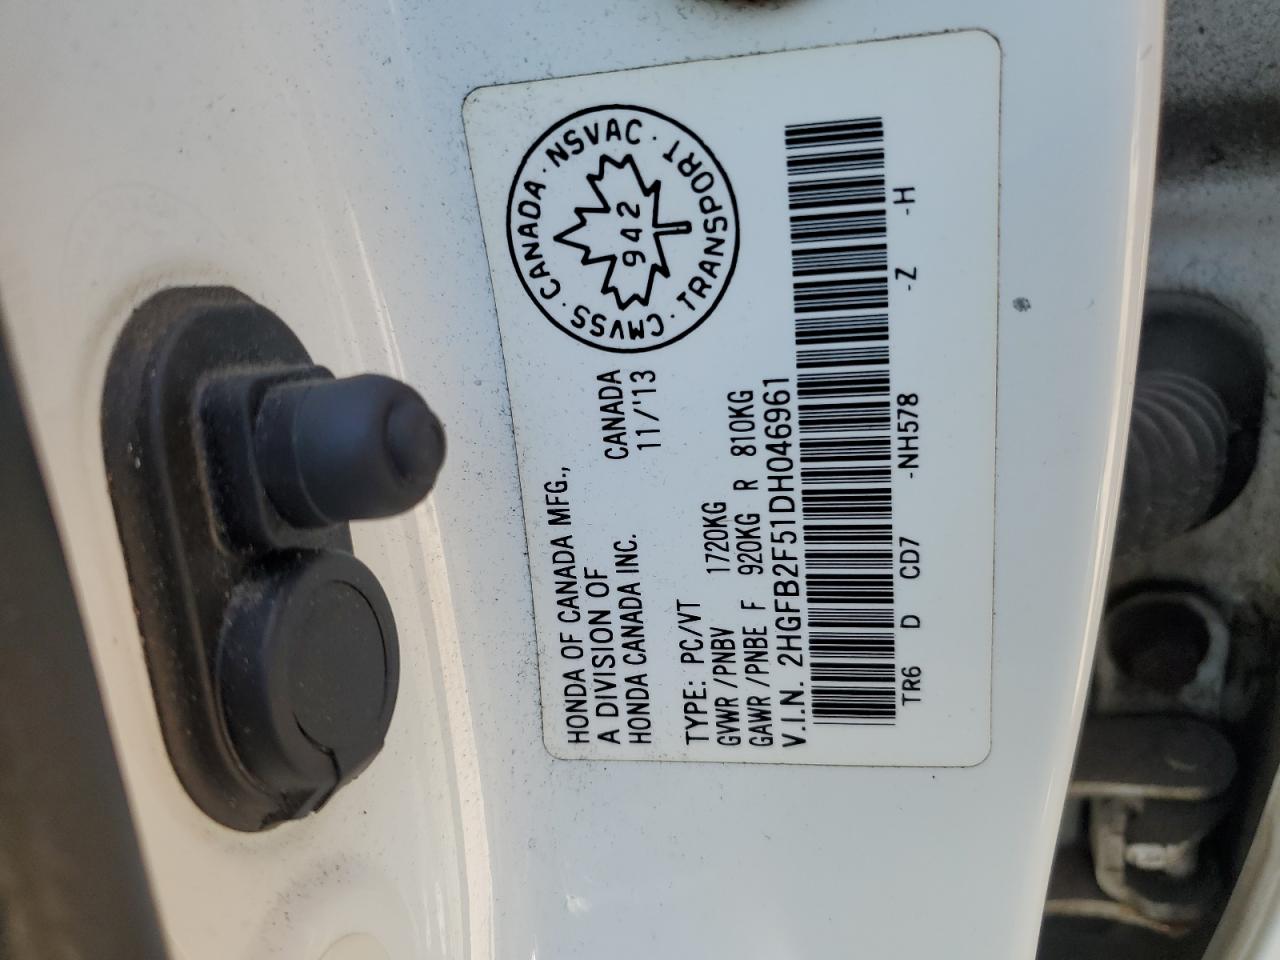 HONDA OF CANADA MFG.,
A DIVISION OF CANADA
HONDA CANADA INC. 11/'13
CMVSS · CANADA · NSVAC · TRANSPORT ·
942
TYPE: PC/VT
GVWR/PNBV 1720KG
GAWR/PNBE F 920KG R 810KG
V.I.N. 2HGFB2F51DH046961
TR6 D CD7 -NH578 -Z -H